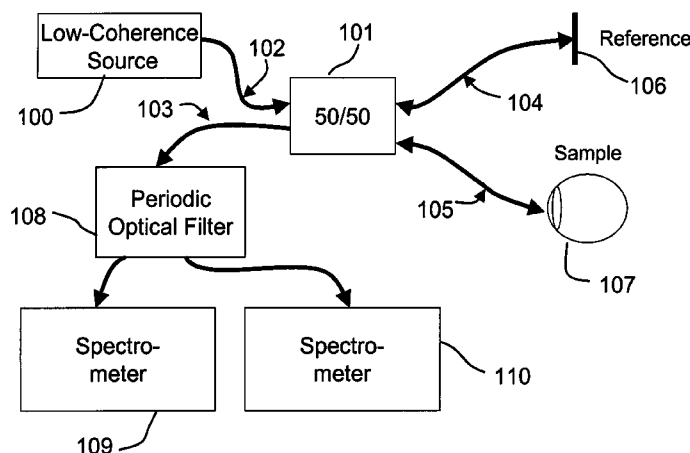 Low-Coherence
Source
100
102
101
50/50
103
104
Reference
106
Sample
105
107
108
Periodic
Optical Filter
Spectro-
meter
109
Spectro-
meter
110